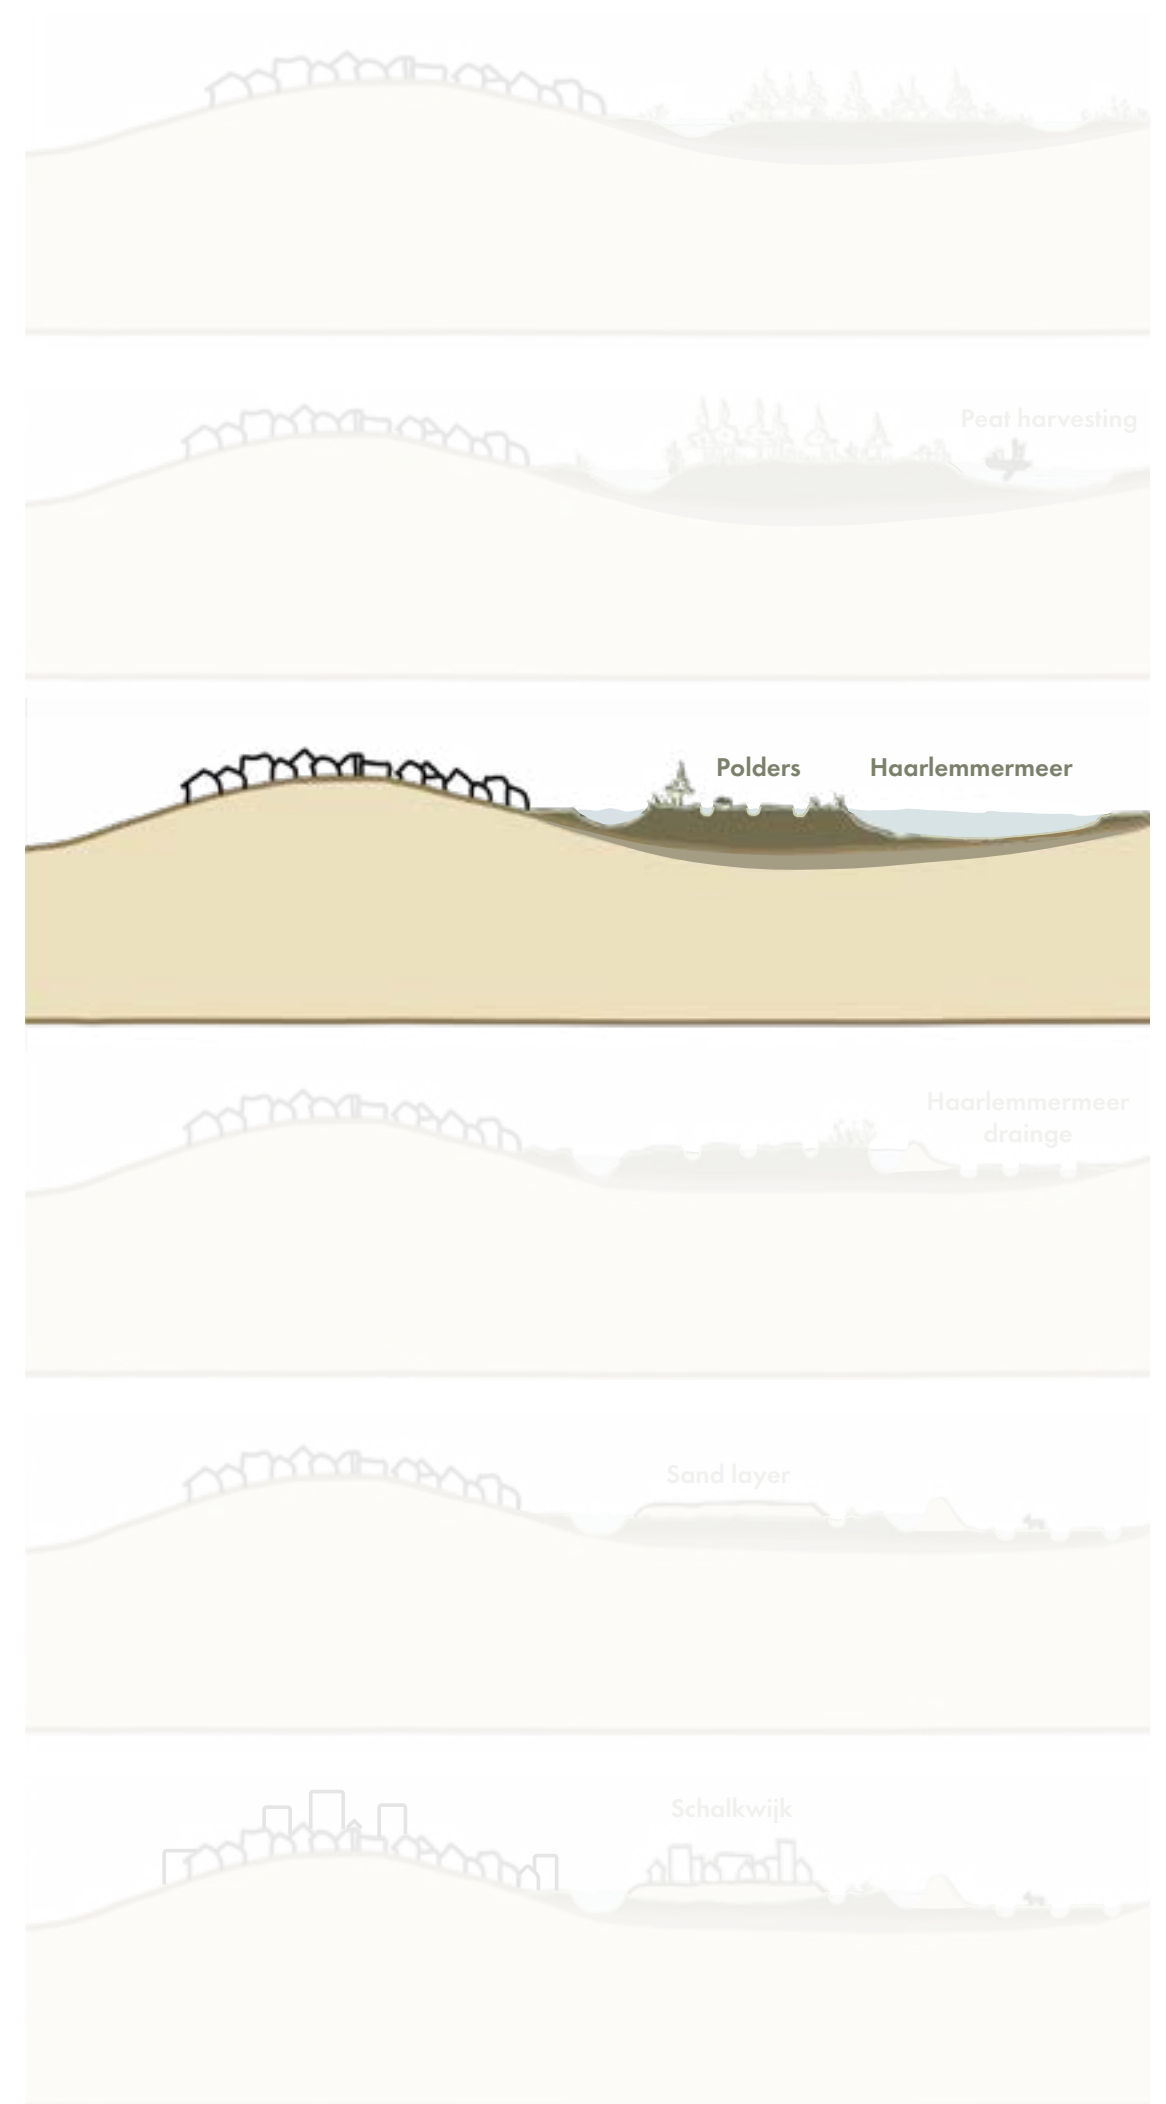 Peat harvesting
Polders
Haarlemmermeer
Haarlemmermeer
drainge
Sand layer
Schalkwijk